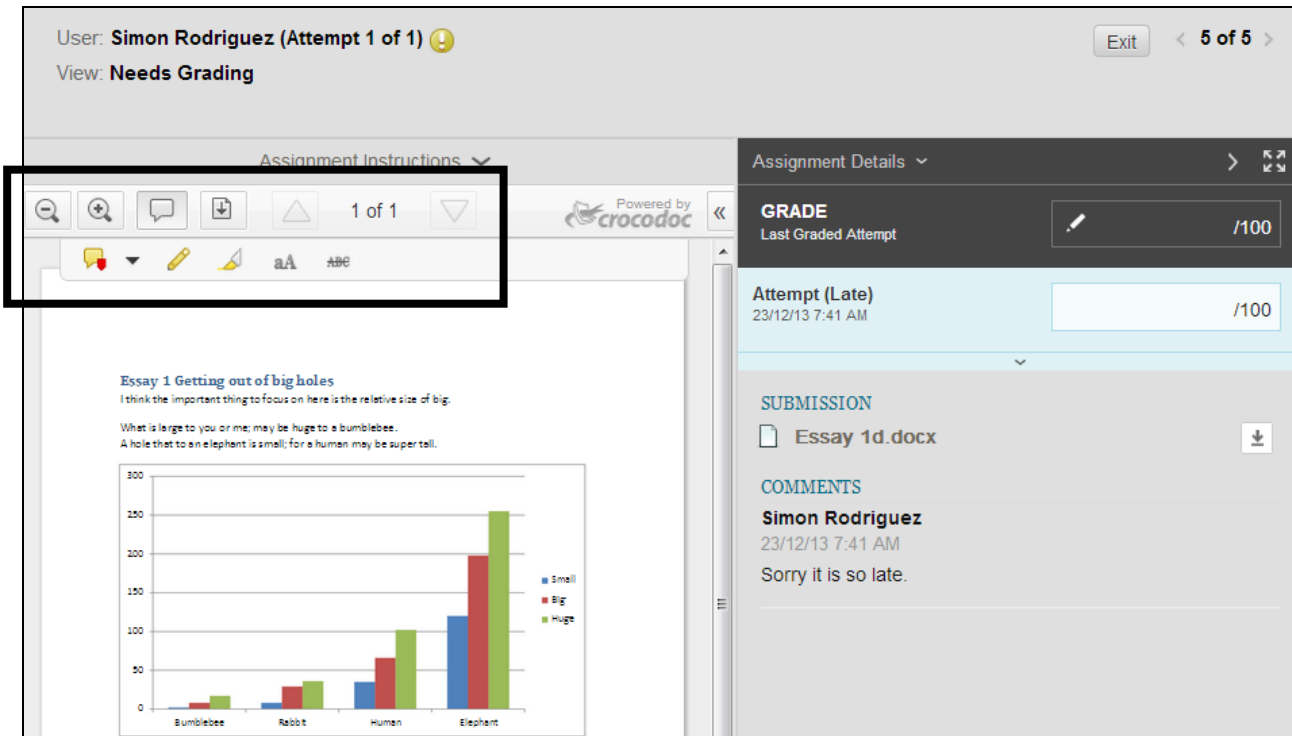 User: Simon Rodriguez (Attempt 1 of 1)
View: Needs Grading
Exit < 5 of 5 >
Assignment Instructions
1 of 1
Powered by
crocodoc
«
aA
ABC
Essay 1 Getting out of big holes
I think the important thing to focus on here is the relative size of big.
What is large to you or me; may be huge to a bumblebee.
A hole that to an elephant is small; for a human may be super tall.
300
250
200
150
100
50
0
Bumblebee Rabbit Human Elephant
Small
Big
Huge
Assignment Details
GRADE
Last Graded Attempt
/100
Attempt (Late)
23/12/13 7:41 AM
/100
SUBMISSION
Essay 1d.docx
COMMENTS
Simon Rodriguez
23/12/13 7:41 AM
Sorry it is so late.